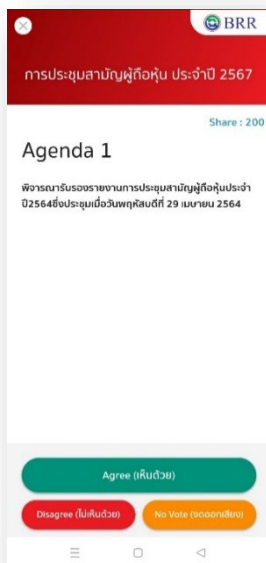 BRR
การประชุมสามัญผู้ถือหุ้น ประจำปี 2567
Share : 200
Agenda 1
พิจารณารับรองรายงานการประชุมสามัญผู้ถือหุ้นประจำ
ปี2564ซึ่งประชุมเมื่อวันพฤหัสบดีที่ 29 เมษายน 2564
Agree (เห็นด้วย)
Disagree (ไม่เห็นด้วย)
No Vote (งดออกเสียง)